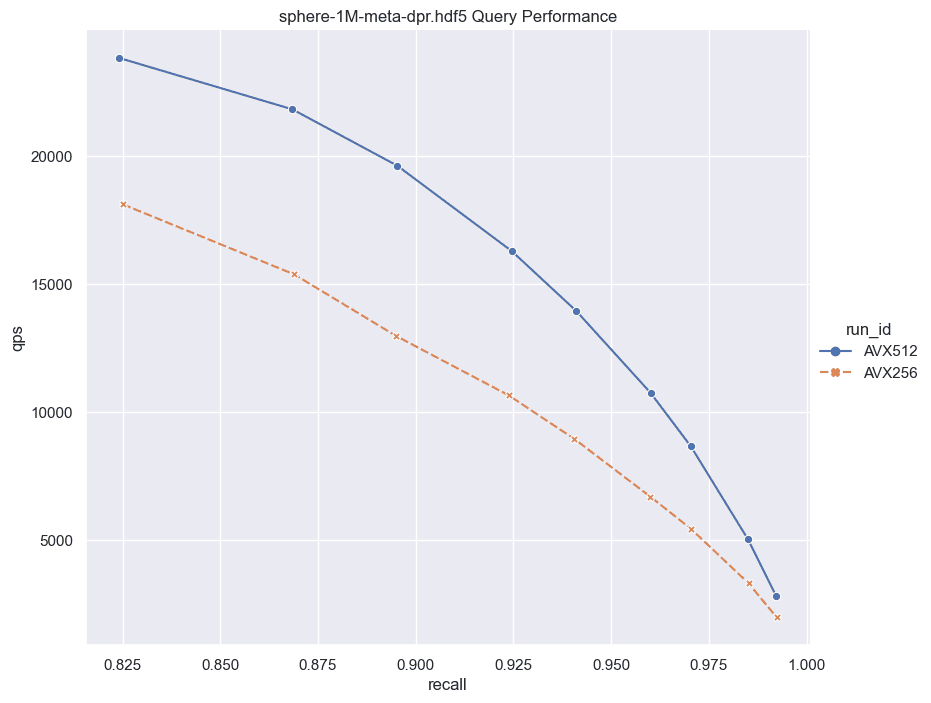 sphere-1M-meta-dpr.hdf5 Query Performance
20000
15000
10000
5000
qps
0.825 0.850 0.875 0.900 0.925 0.950 0.975 1.000
recall
run_id
AVX512
AVX256